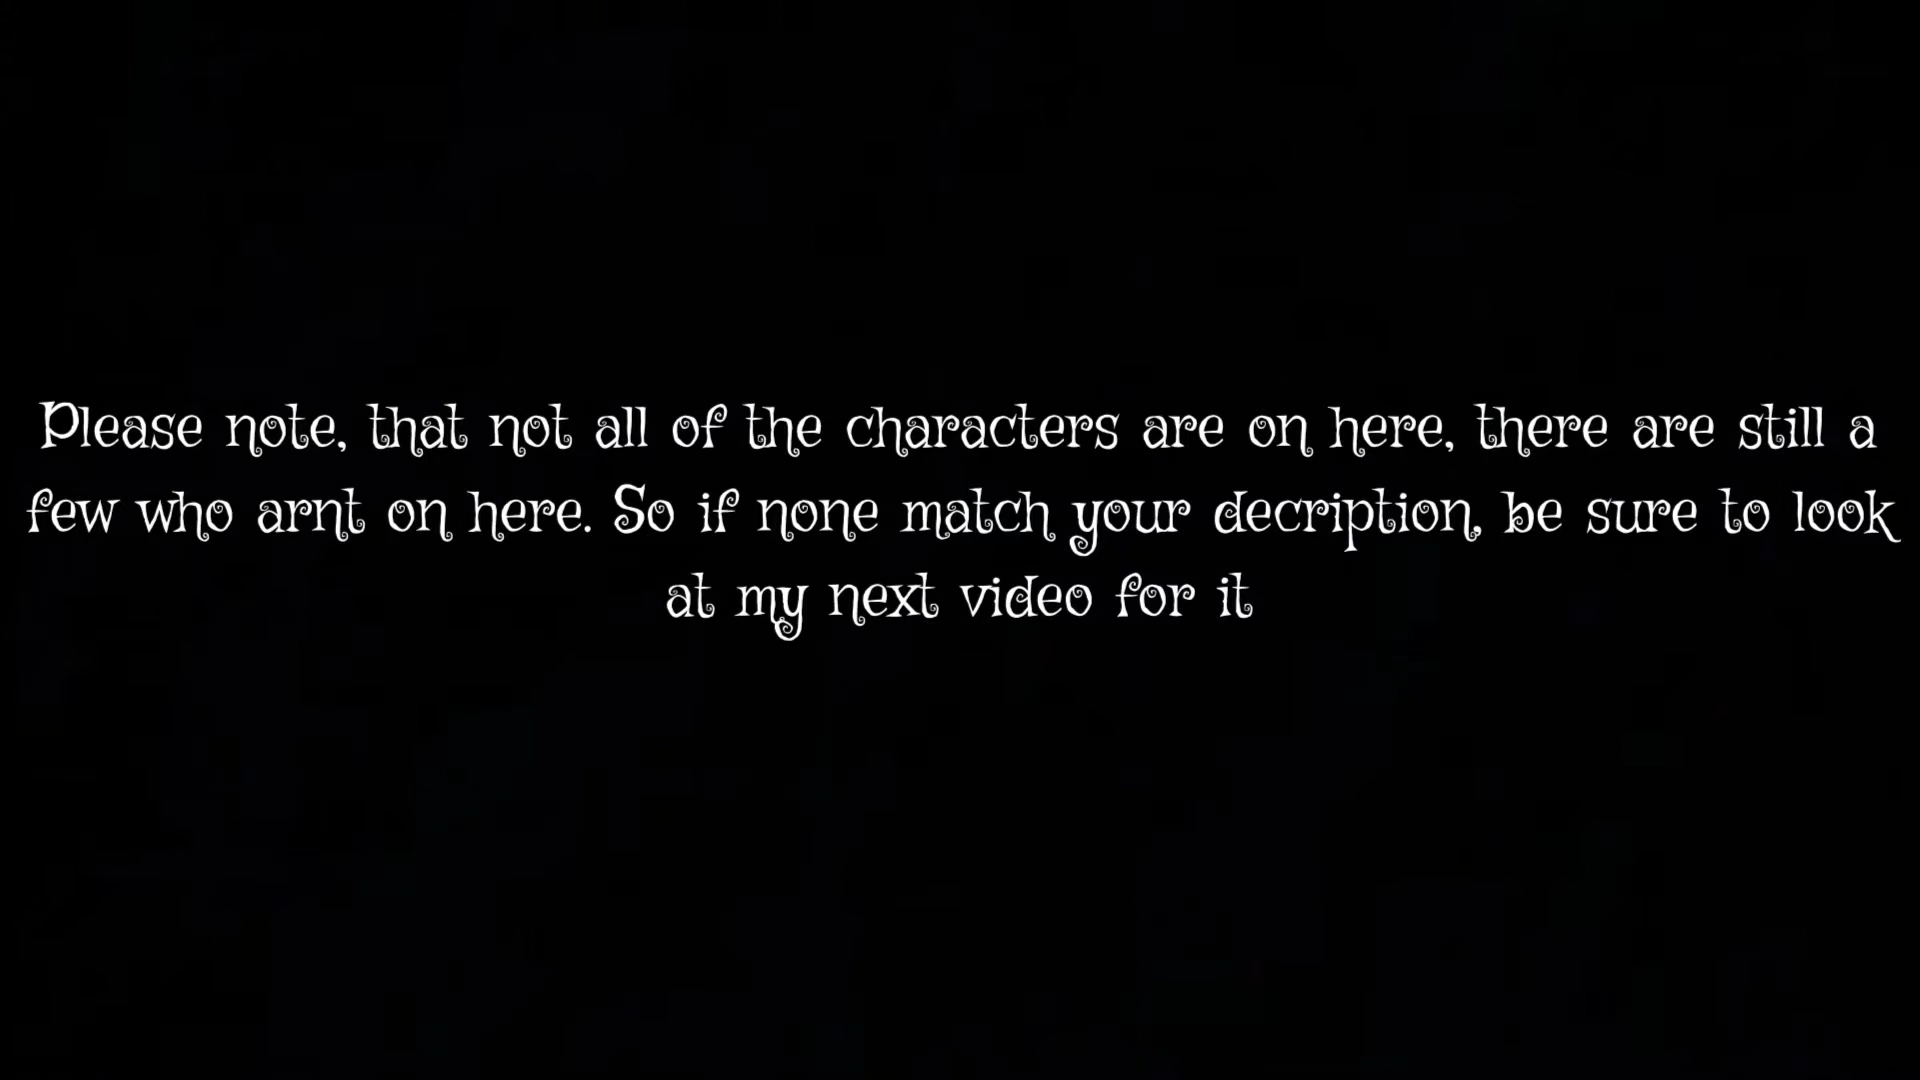 Please note, that not all of the characters are on here, there are still a
few who arnt on here. So if none match your decription, be sure to look
at my next video for it